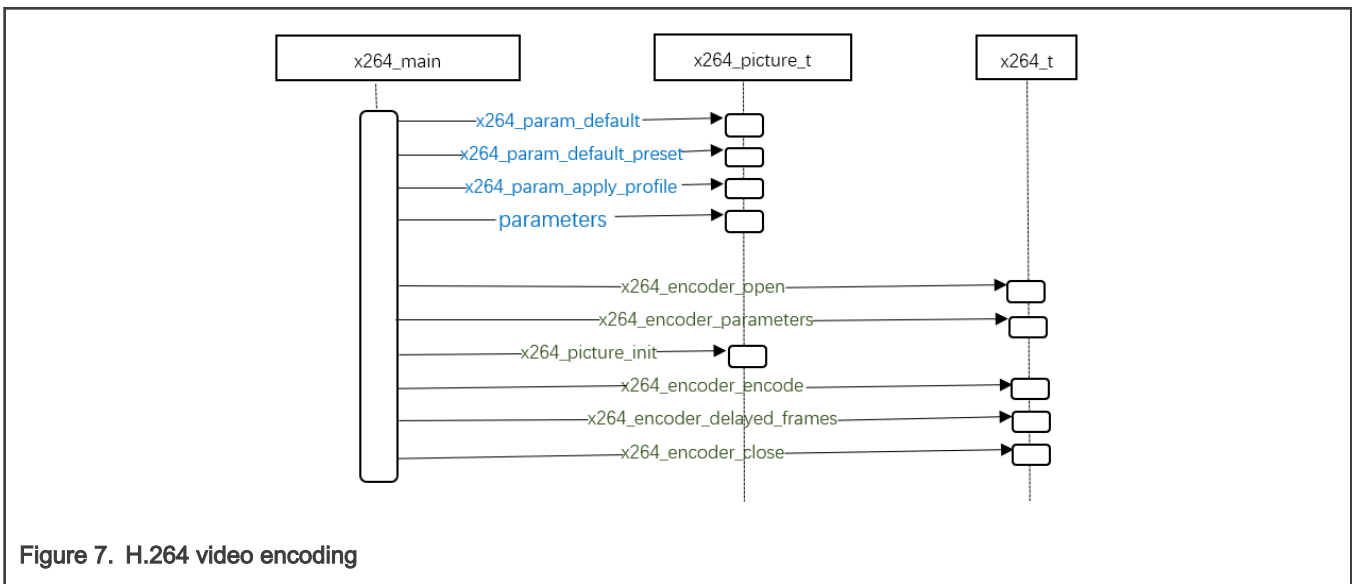 x264_main
x264_picture_t
x264_t
x264_param_default
x264_param_default_preset
x264_param_apply_profile
parameters
x264_encoder_open
x264_encoder_parameters
x264_picture_init
x264_encoder_encode
x264_encoder_delayed_frames
x264_encoder_close
Figure 7. H.264 video encoding